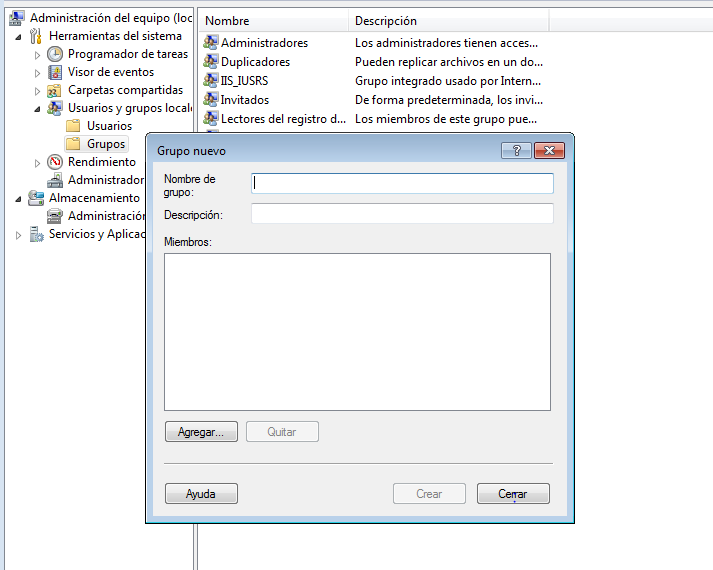 Administración del equipo (loc
Herramientas del sistema
Programador de tareas
Visor de eventos
Carpetas compartidas
Usuarios y grupos locale
Usuarios
Grupos
Rendimiento
Administrador
Almacenamiento
Administración
Servicios y Aplicac
Nombre Descripción
Administradores Los administradores tienen acces...
Duplicadores Pueden replicar archivos en un do...
IIS_IUSRS Grupo integrado usado por Intern...
Invitados De forma predeterminada, los invi...
Lectores del registro d... Los miembros de este grupo pue...
Grupo nuevo
Nombre de
grupo:
Descripción:
Miembros:
Agregar... Quitar
Ayuda Crear Cerrar